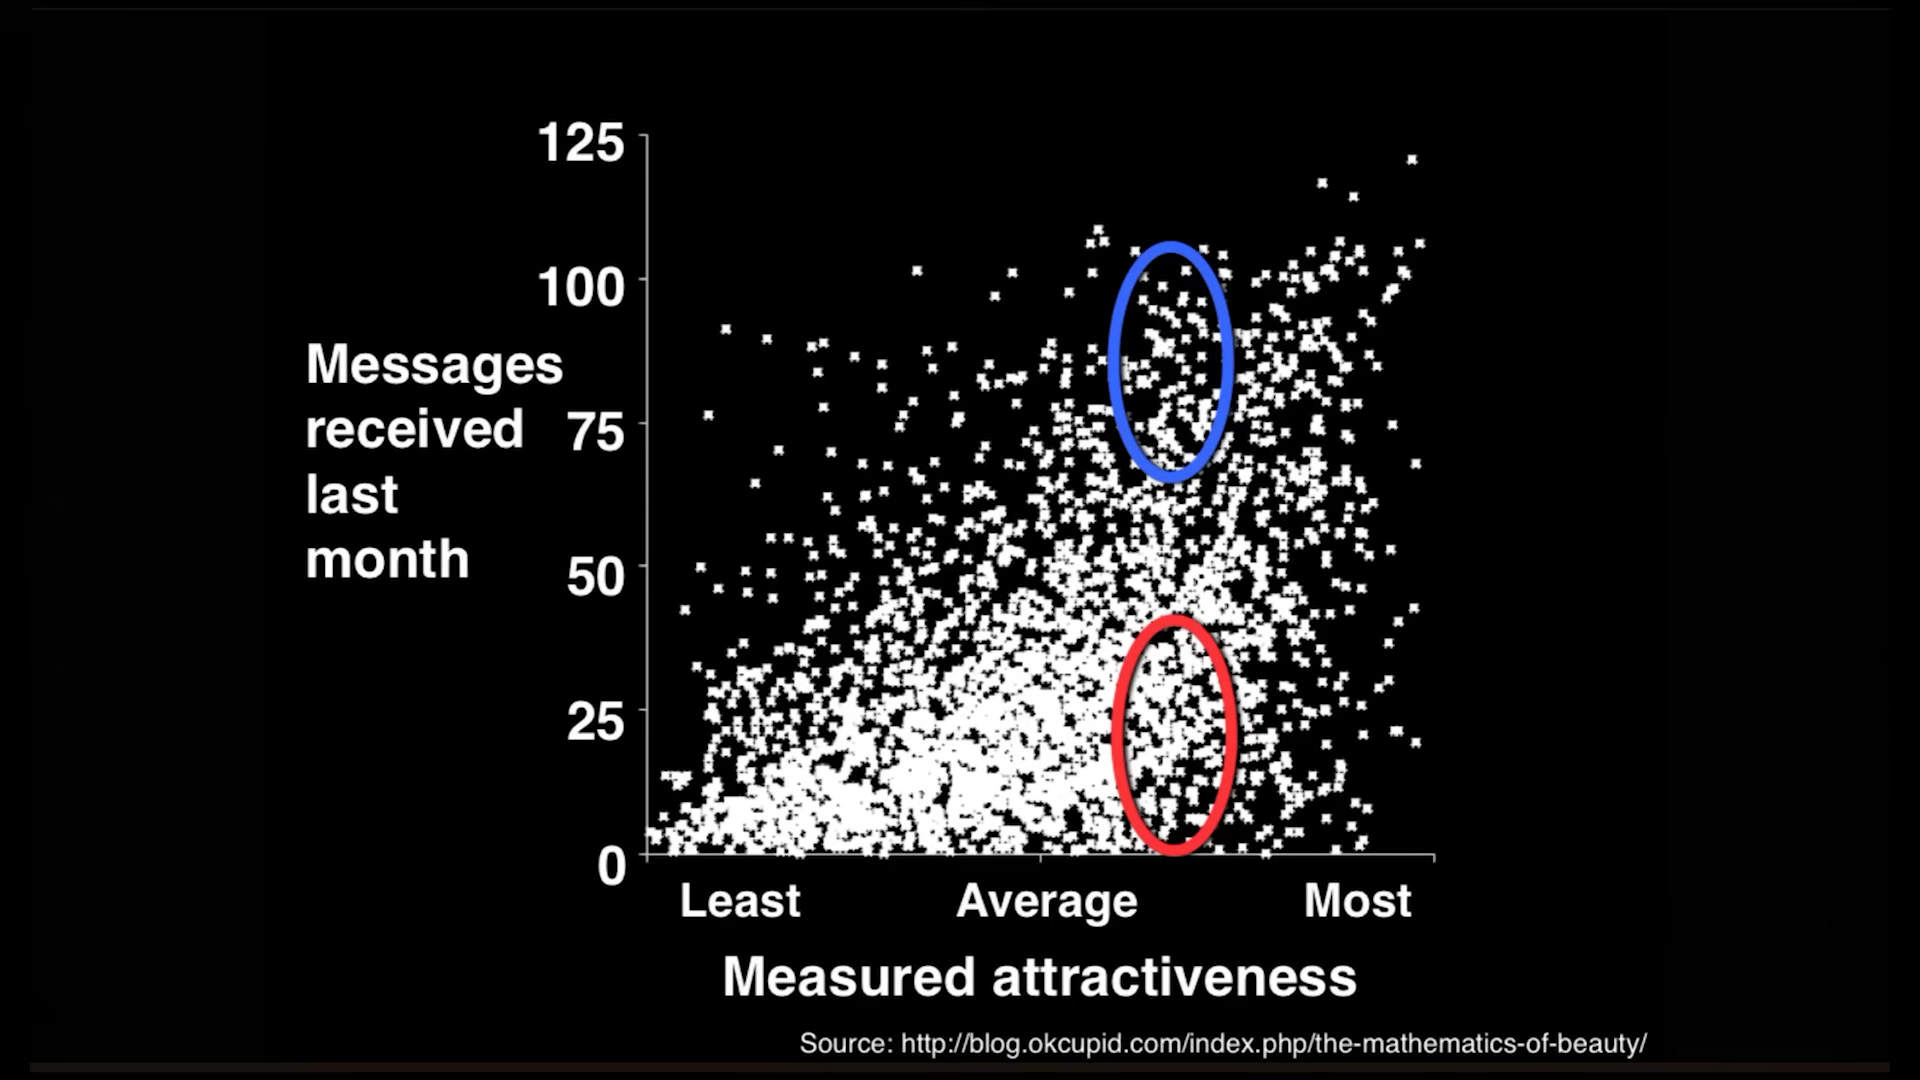 125
100
Messages
received
last
month
75
50
25
0
Least Average Most
Measured attractiveness
Source: http://blog.okcupid.com/index.php/the-mathematics-of-beauty/